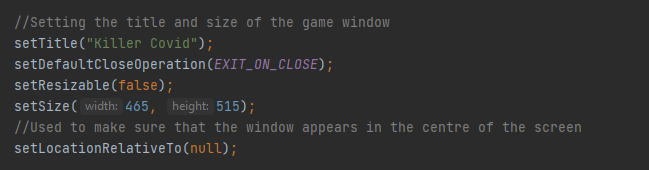 //Setting the title and size of the game window
setTitle("Killer Covid");
setDefaultCloseOperation(EXIT_ON_CLOSE);
setResizable(false);
setSize( width: 465, height: 515);
//Used to make sure that the window appears in the centre of the screen
setLocationRelativeTo(null);